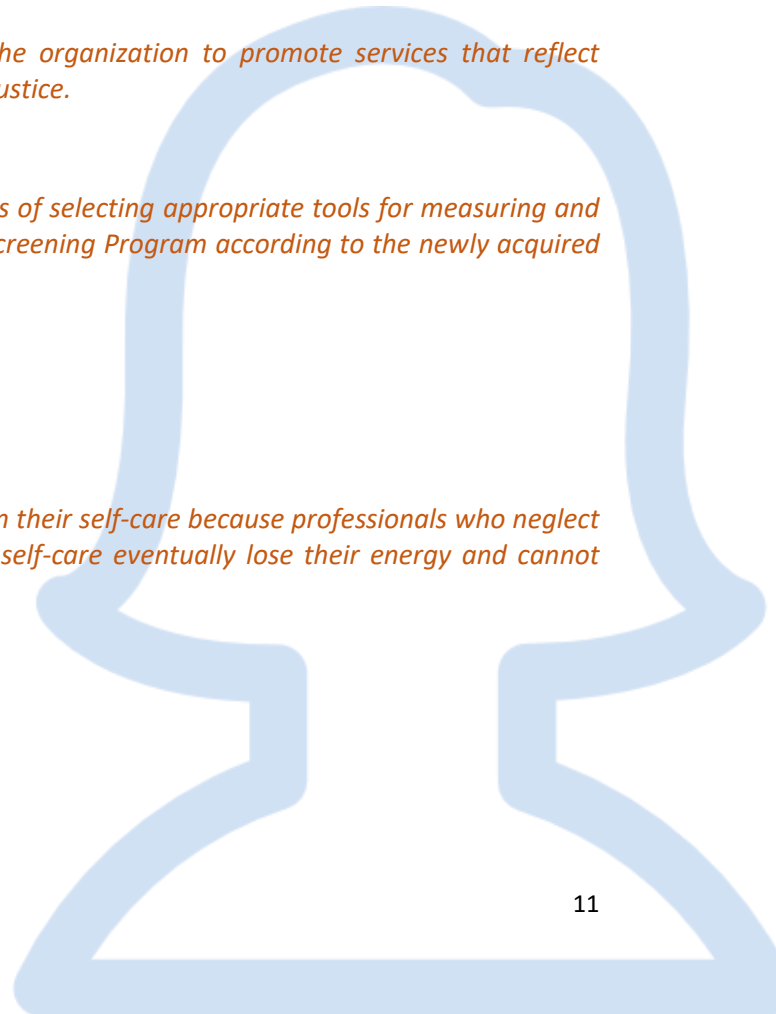 he organization to promote services that reflect
ustice.
s of selecting appropriate tools for measuring and
creening Program according to the newly acquired
n their self-care because professionals who neglect
self-care eventually lose their energy and cannot
11